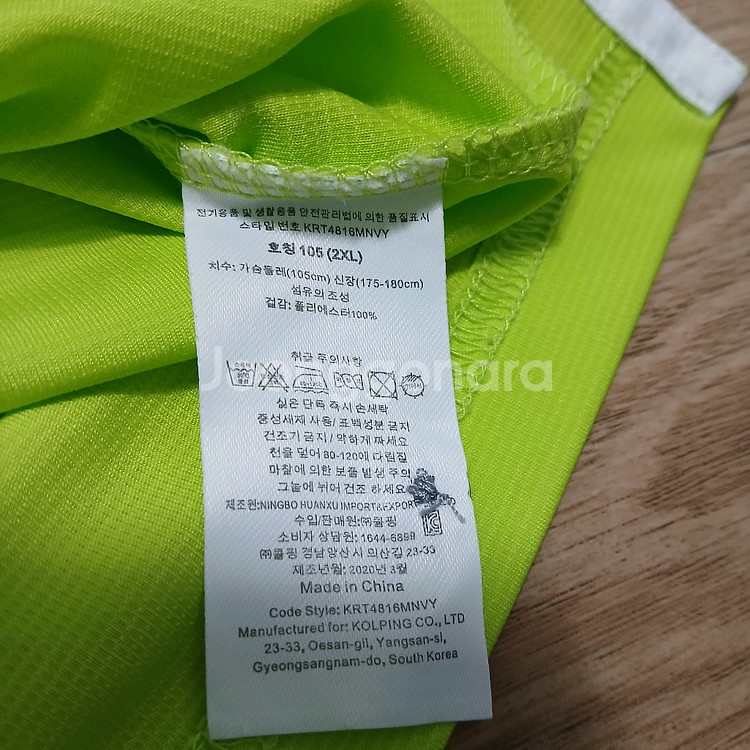 전기용품 및 생활용품 안전관리법에 의한 품질표시
스타일 번호 KRT4816MNVY
호칭 105 (2XL)
치수: 가슴둘레(105cm) 신장(175-180cm)
섬유의 조성
겉감: 폴리에스터100%
취급 주의사항
짙은 단독 즉시 손세탁
중성세제 사용/ 표백성분 금지
건조기 금지/ 약하게 짜세요
천을 덮어 80-120에 다림질
마찰에 의한 보풀 발생 주의
그늘에 뉘어 건조 하세요
제조원:NINGBO HUANXU IMPORT&EXPORT
수입/판매원:㈜콜핑
소비자 상담원: 1644-6899
㈜콜핑 경남양산시 외산길 23-33
제조년월: 2020년 3월
Made in China
Code Style: KRT4816MNVY
Manufactured for: KOLPING CO., LTD
23-33, Oesan-gil, Yangsan-si,
Gyeongsangnam-do, South Korea
Joonggonara